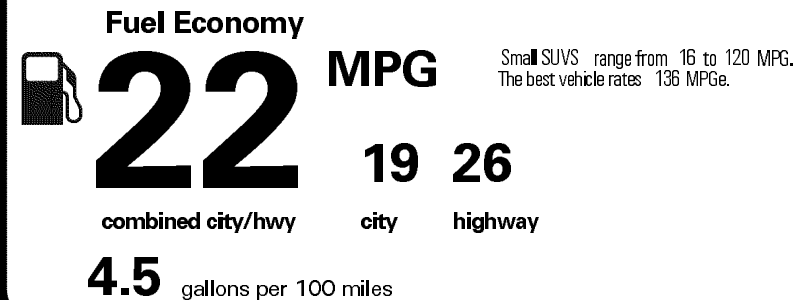 Fuel Economy
22 MPG
Small SUVS range from 16 to 120 MPG.
The best vehicle rates 136 MPGe.
19 26
combined city/hwy city highway
4.5 gallons per 100 miles